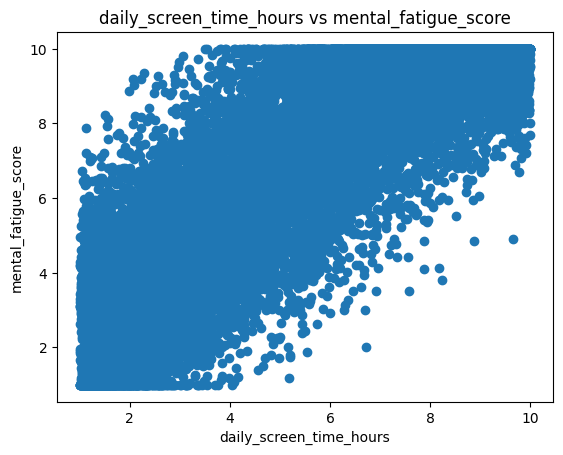 daily_screen_time_hours vs mental_fatigue_score
10
8
6
4
2
mental_fatigue_score
2 4 6 8 10
daily_screen_time_hours